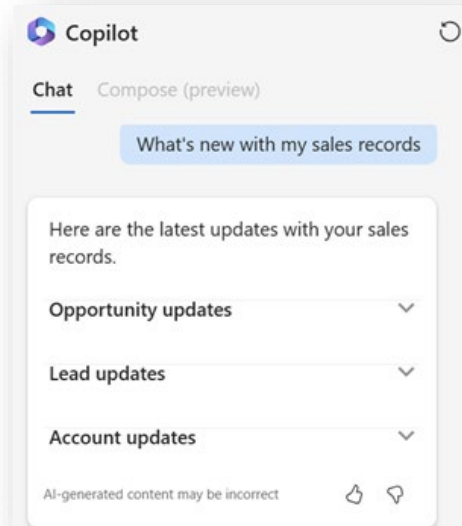 Copilot
Chat Compose (preview)
What's new with my sales records
Here are the latest updates with your sales
records.
Opportunity updates
Lead updates
Account updates
AI-generated content may be incorrect